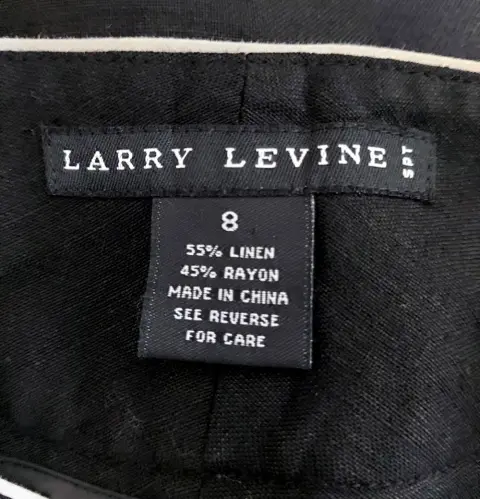 LARRY LEVINE SPT
8
55% LINEN
45% RAYON
MADE IN CHINA
SEE REVERSE
FOR CARE